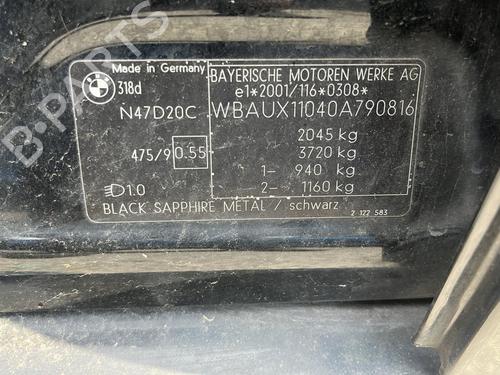 Made in Germany
BMW
318d
N47D20C
475/9 0.55
1.0
BLACK SAPPHIRE METAL / schwarz
BAYERISCHE MOTOREN WERKE AG
e1*2001/116*0308*
WBAUX11040A790816
2045 kg
3720 kg
1- 940 kg
2- 1160 kg
2 122 583
B-PARTS